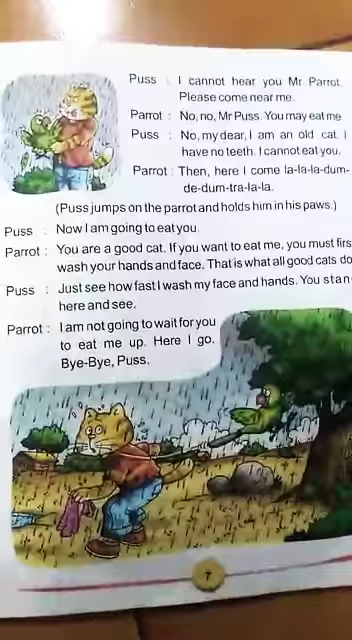 Puss : I cannot hear you Mr Parrot.
Please come near me.
Parrot : No, no, Mr Puss. You may eat me
Puss : No, my dear, I am an old cat. I
have no teeth. I cannot eat you.
Parrot : Then, here I come la-la-la-dum-
de-dum-tra-la-la.
(Puss jumps on the parrot and holds him in his paws.)
Puss : Now I am going to eat you.
Parrot : You are a good cat. If you want to eat me, you must firs
wash your hands and face. That is what all good cats do
Puss : Just see how fast I wash my face and hands. You stan
here and see.
Parrot : I am not going to wait for you
to eat me up. Here I go.
Bye-Bye, Puss.
7